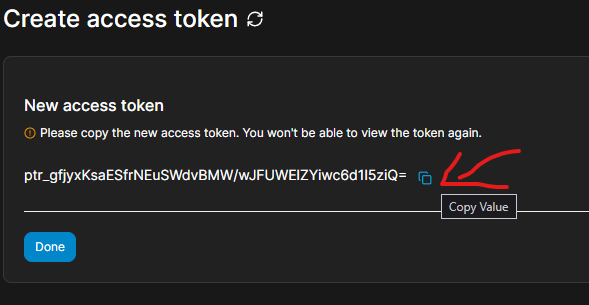 Create access token
New access token
Please copy the new access token. You won't be able to view the token again.
ptr_gfjyxKsaESfrNEuSWdvBMW/wJFUWEIZYiwc6d1I5ziQ=
Copy Value
Done